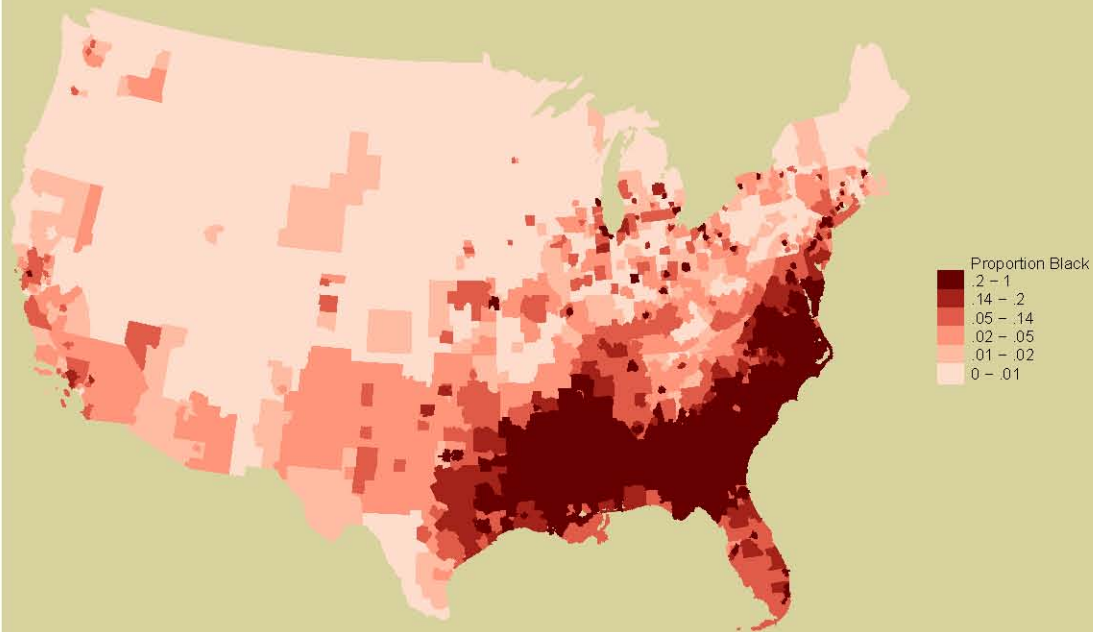 Proportion Black
.2 - 1
.14 - .2
.05 - .14
.02 - .05
.01 - .02
0 - .01